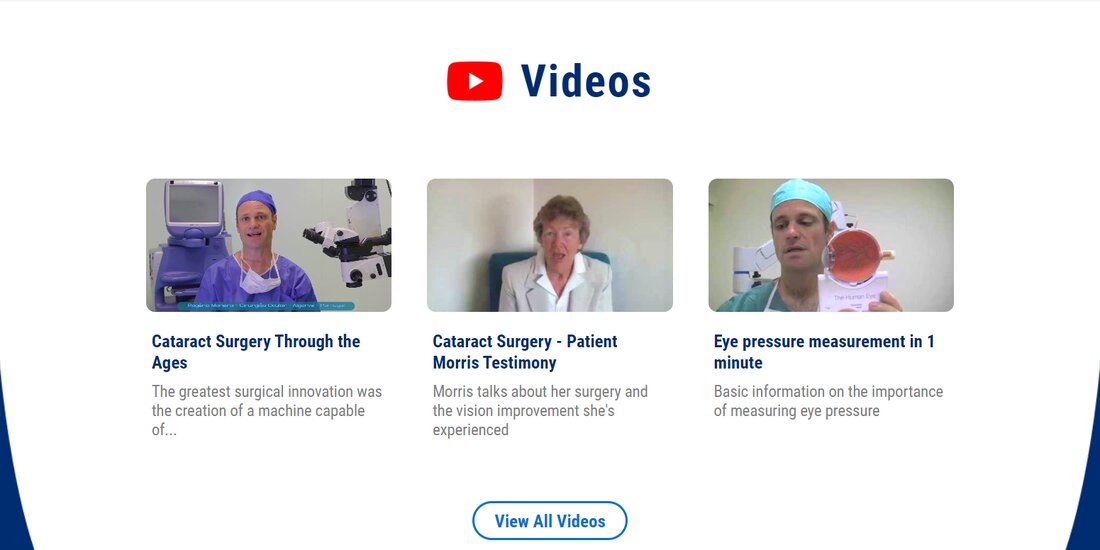 Videos
Rogério Moreira - Cirurgião Ocular - Algarve
The Human Eye
Cataract Surgery Through the
Ages
Cataract Surgery - Patient
Morris Testimony
Eye pressure measurement in 1
minute
The greatest surgical innovation was
the creation of a machine capable
of...
Morris talks about her surgery and
the vision improvement she's
experienced
Basic information on the importance
of measuring eye pressure
View All Videos